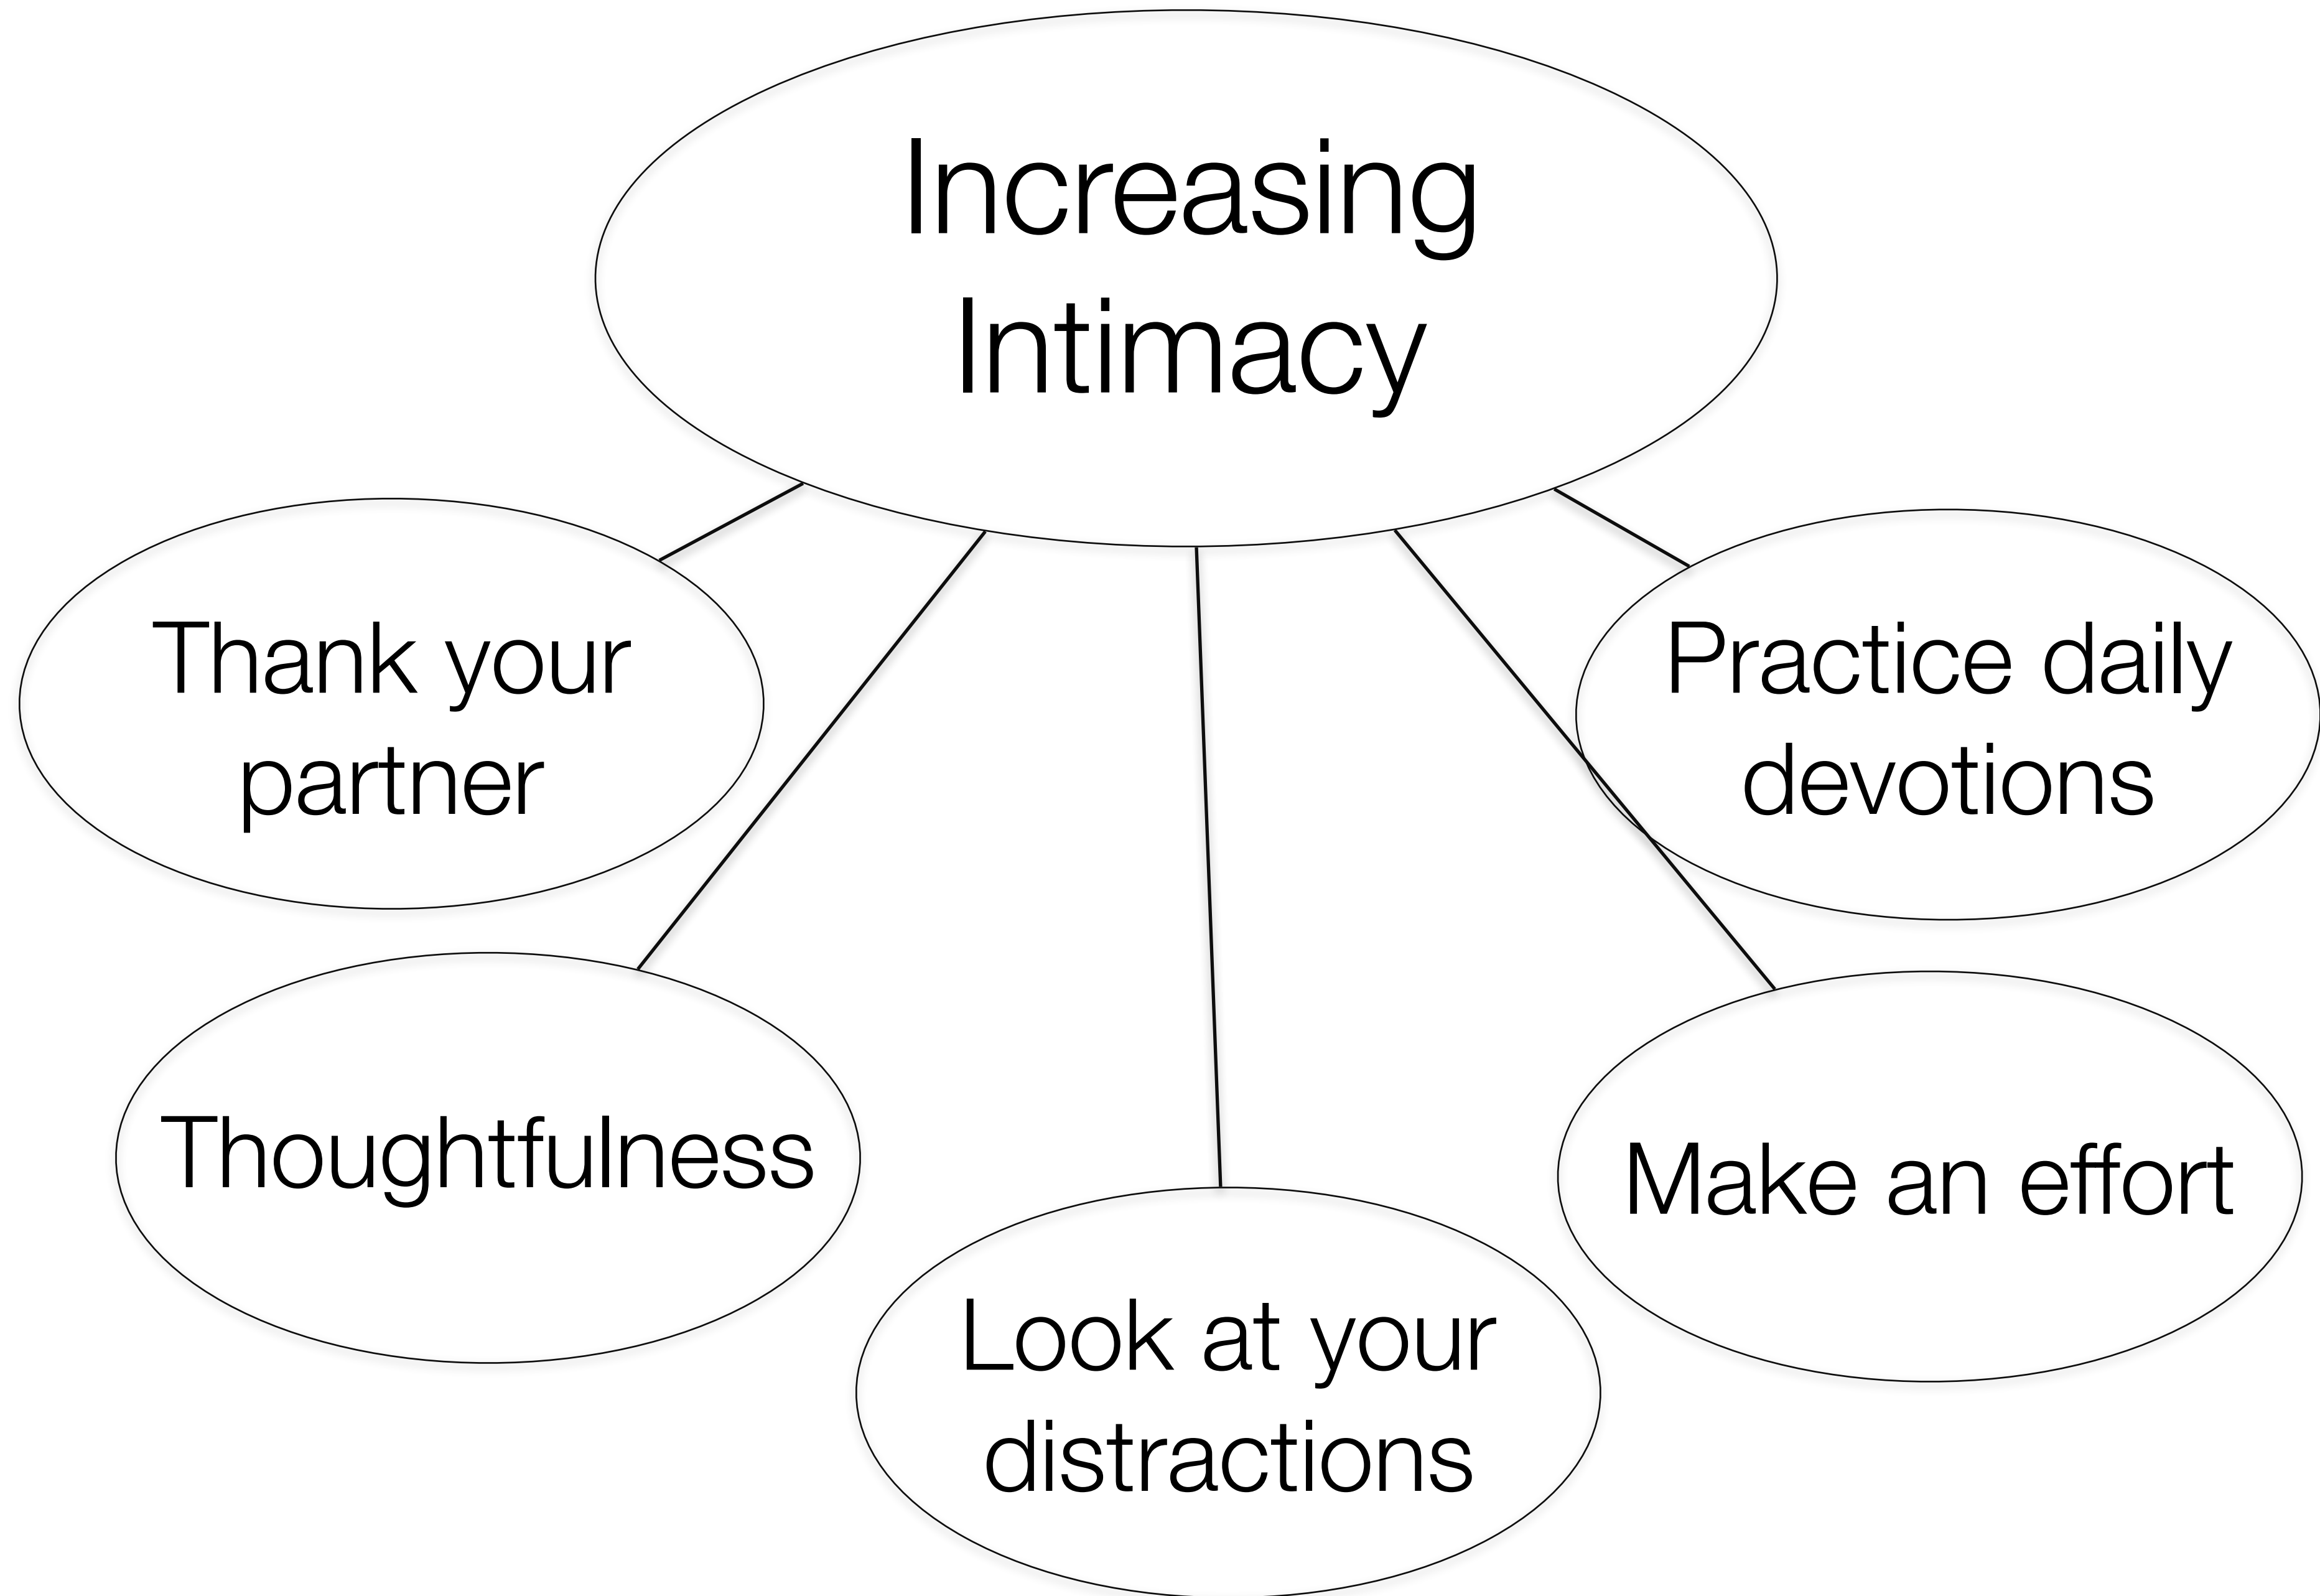 Increasing
Intimacy
Thank your
partner
Practice daily
devotions
Thoughtfulness
Make an effort
Look at your
distractions